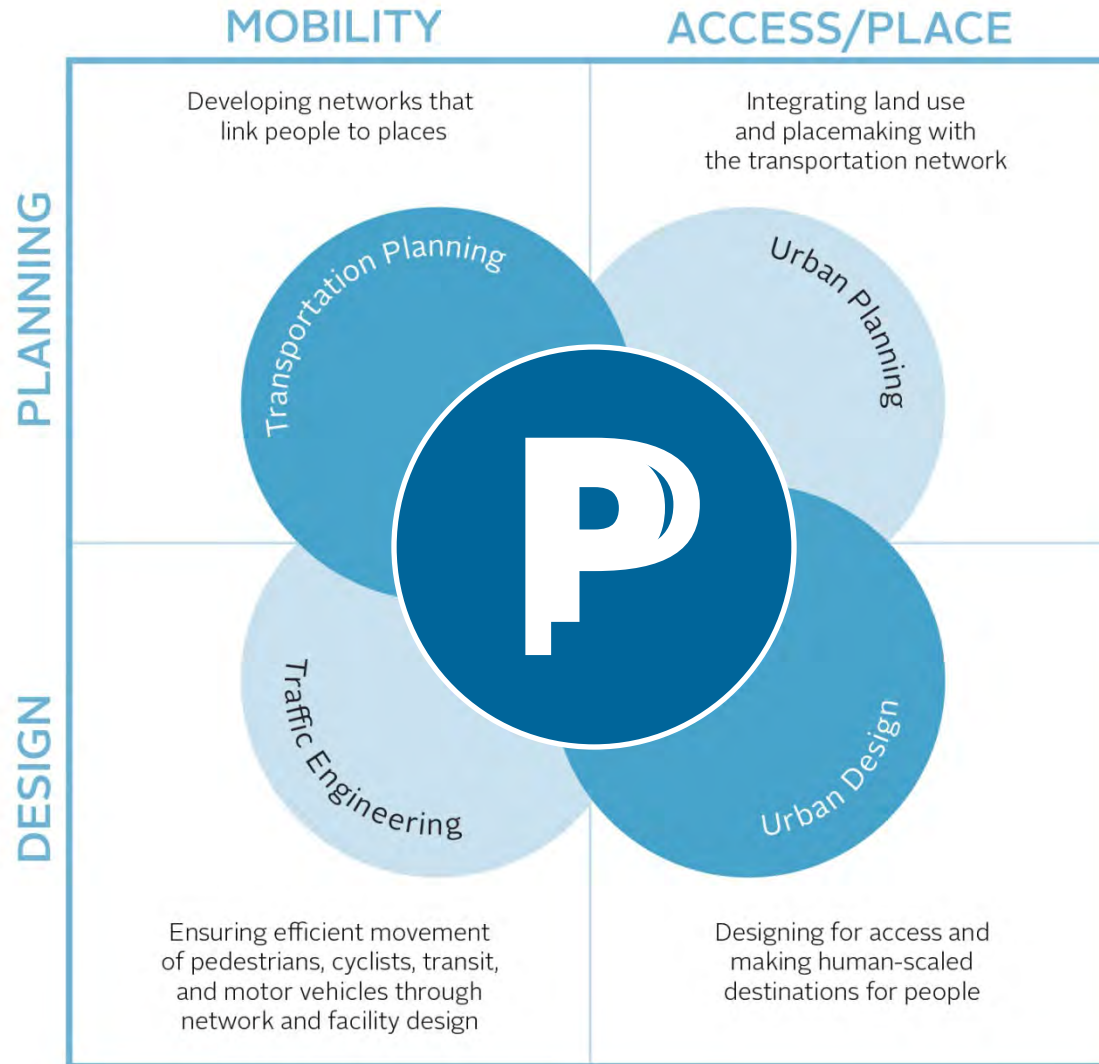 MOBILITY
ACCESS/PLACE
PLANNING
DESIGN
Developing networks that
link people to places
Integrating land use
and placemaking with
the transportation network
Transportation Planning
Urban Planning
P
Traffic Engineering
Urban Design
Ensuring efficient movement
of pedestrians, cyclists, transit,
and motor vehicles through
network and facility design
Designing for access and
making human-scaled
destinations for people